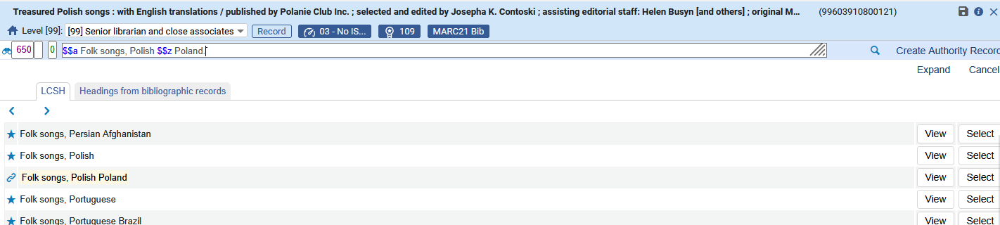 Treasured Polish songs : with English translations / published by Polanie Club Inc. ; selected and edited by Josepha K. Contoski ; assisting editorial staff: Helen Busyn [and others] ; original M... (99603910800121)
Level [99]: [99] Senior librarian and close associates Record 03 - No IS... 109 MARC21 Bib
650 0 $$a Folk songs, Polish $$z Poland. Create Authority Record
Expand Cancel
LCSH Headings from bibliographic records
Folk songs, Persian Afghanistan View Select
Folk songs, Polish View Select
Folk songs, Polish Poland View Select
Folk songs, Portuguese View Select
Folk songs, Portuguese Brazil View Select